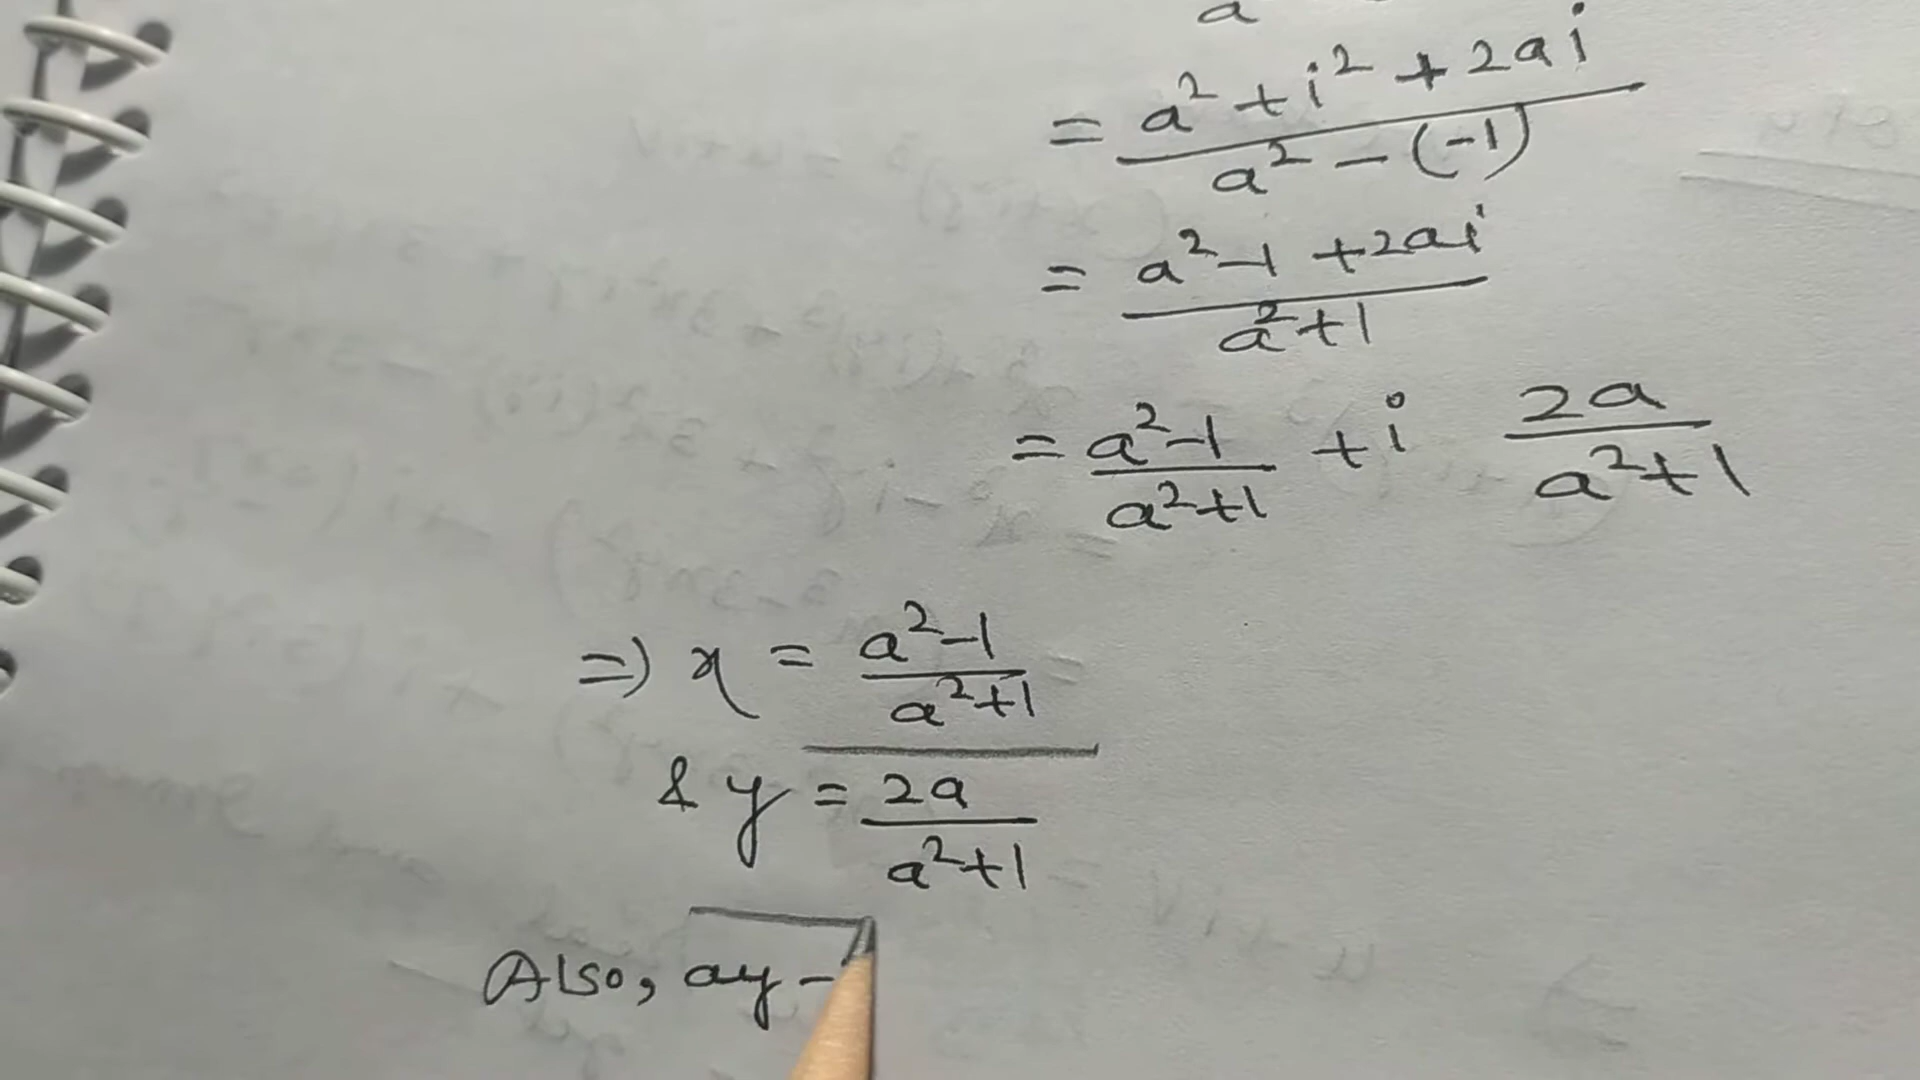 a
= a² + i² + 2ai / a² - (-1)
= a² - 1 + 2ai / a² + 1
= a² - 1 / a² + 1 + i 2a / a² + 1
=) x = a² - 1 / a² + 1
& y = 2a / a² + 1
Also, ay -